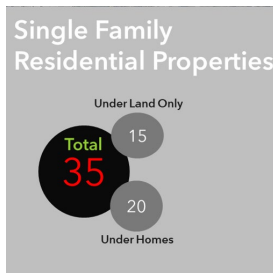 Single Family
Residential Properties
Under Land Only
15
Total
35
20
Under Homes